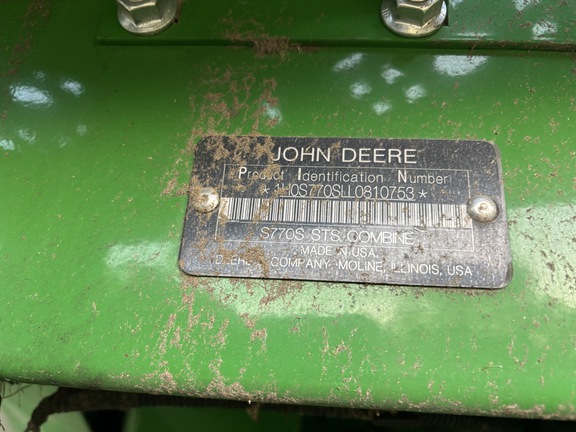 JOHN DEERE
Product Identification Number
*1H0S770SLL0810753*
S770S STS COMBINE
MADE IN USA
DEERE COMPANY, MOLINE, ILLINOIS, USA